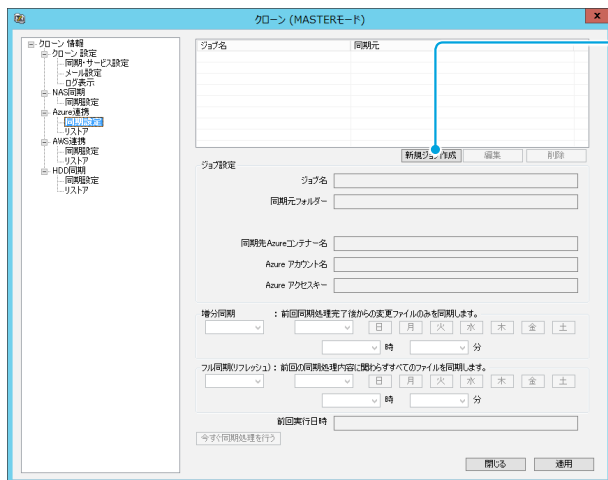 クローン (MASTERモード)
x
クローン 情報
クローン 設定
同期・サービス設定
メール設定
ログ表示
NAS同期
同期設定
Azure連携
同期設定
リストア
AWS連携
同期設定
リストア
HDD同期
同期設定
リストア
ジョブ名 同期元
新規ジョブ作成 編集 削除
ジョブ設定
ジョブ名
同期元フォルダー
同期先Azureコンテナー名
Azure アカウント名
Azure アクセスキー
増分同期 : 前回同期処理完了後からの変更ファイルのみを同期します。
日 月 火 水 木 金 土
時 分
フル同期(リフレッシュ) : 前回の同期処理内容に関わらずすべてのファイルを同期します。
日 月 火 水 木 金 土
時 分
前回実行日時
今すぐ同期処理を行う
閉じる 適用